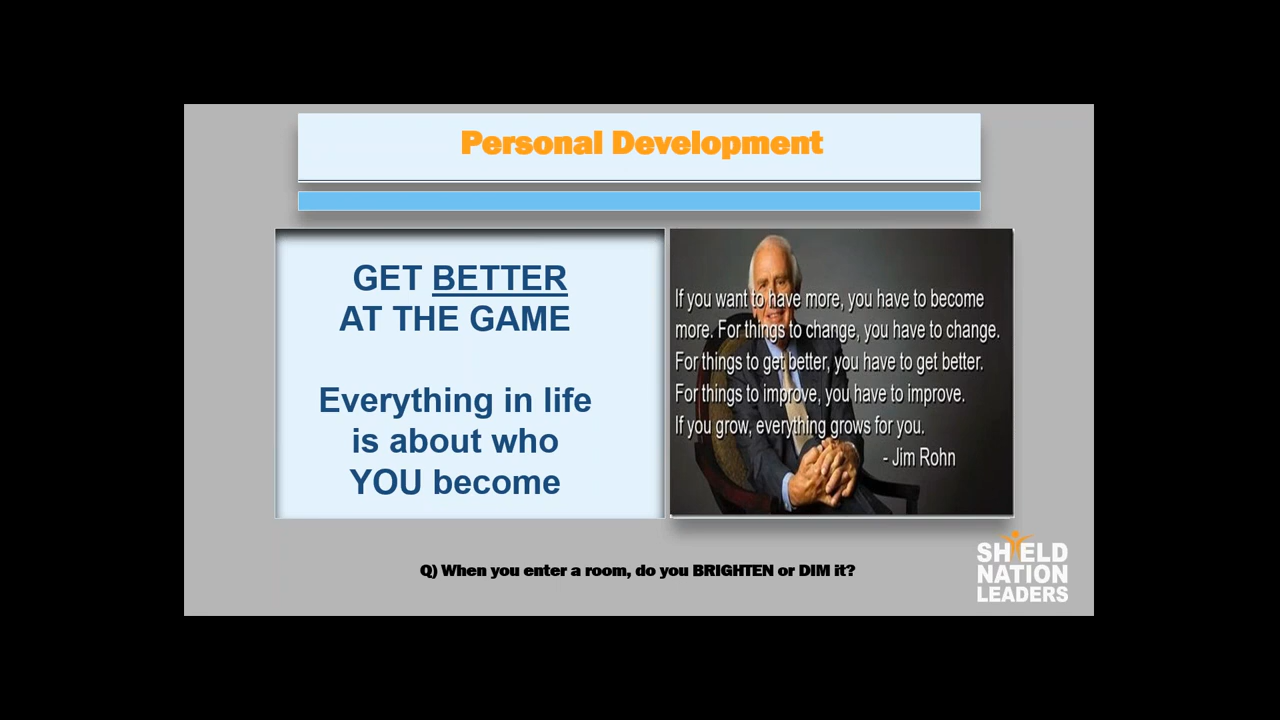 Personal Development
GET BETTER
AT THE GAME
Everything in life
is about who
YOU become
If you want to have more, you have to become
more. For things to change, you have to change.
For things to get better, you have to get better.
For things to improve, you have to improve.
If you grow, everything grows for you.
- Jim Rohn
Q) When you enter a room, do you BRIGHTEN or DIM it?
SHIELD
NATION
LEADERS